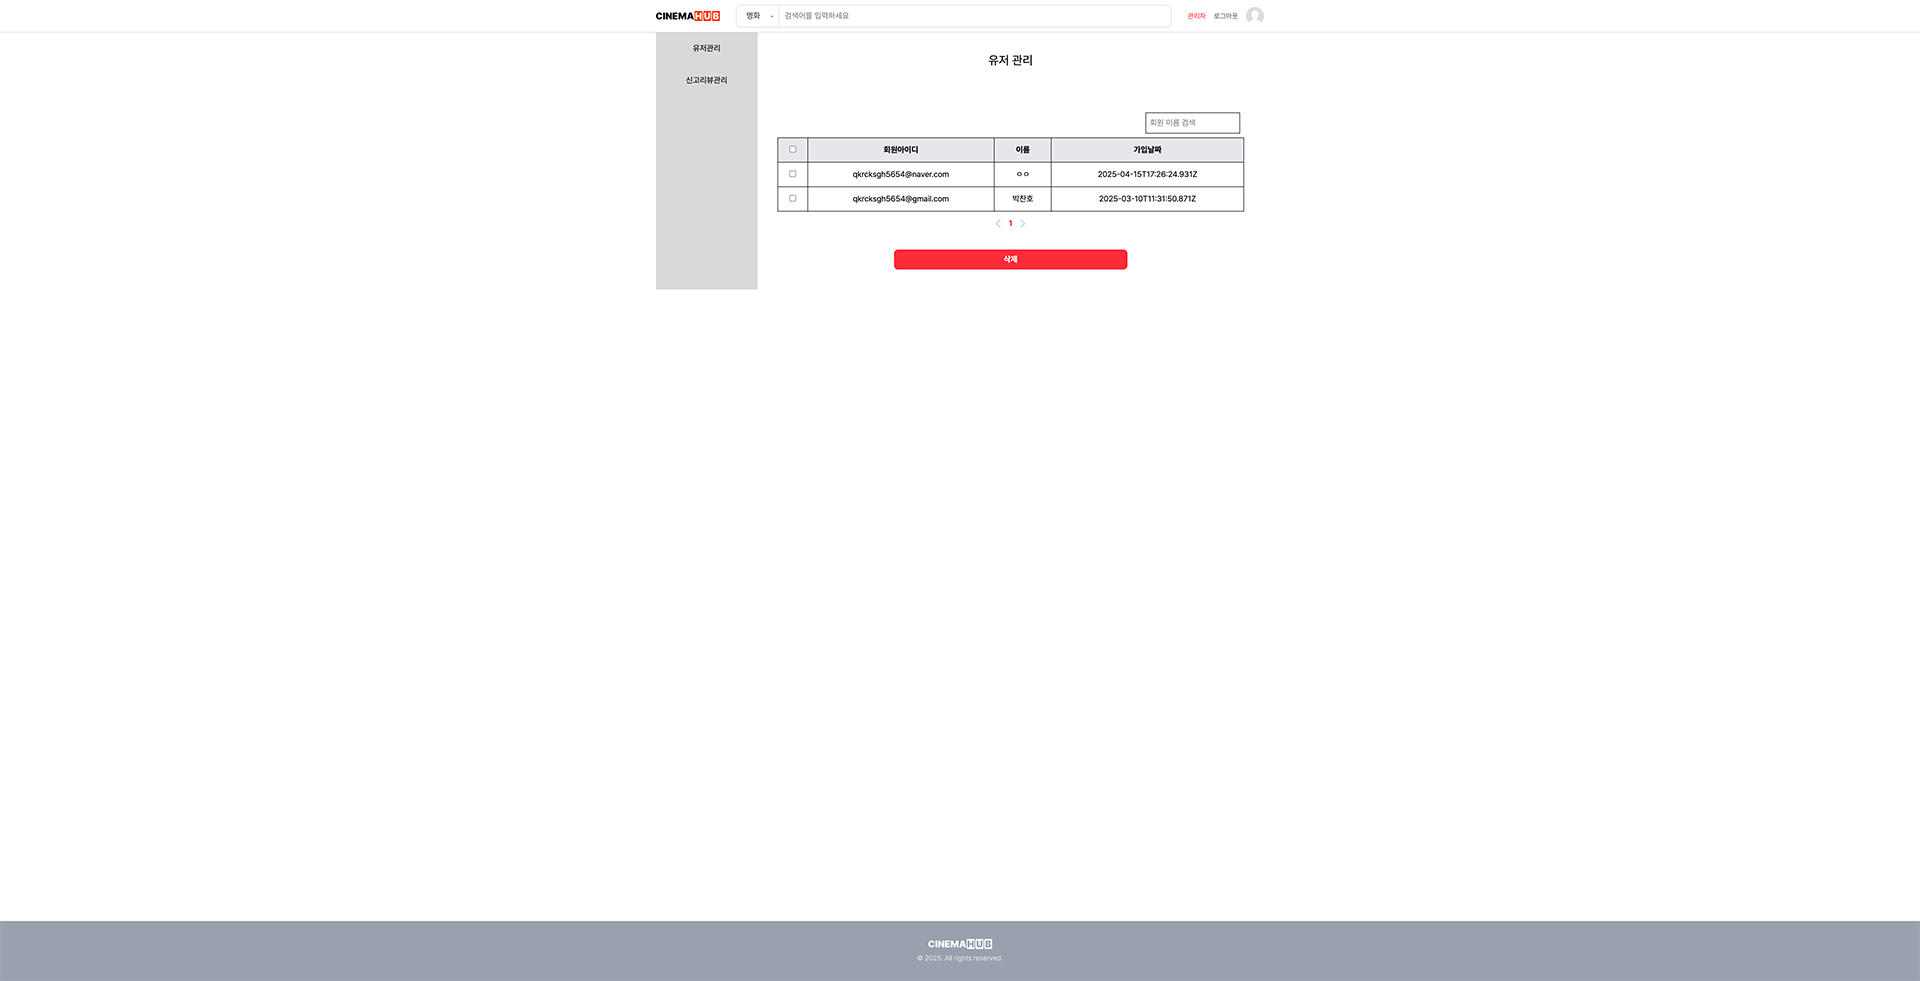 CINEMAHUB 영화 검색어를 입력하세요 관리자 로그아웃
유저관리
신고리뷰관리
유저 관리
회원 이름 검색
회원아이디 이름 가입날짜
qkrcksgh5654@naver.com ㅇㅇ 2025-04-15T17:26:24.931Z
qkrcksgh5654@gmail.com 박찬호 2025-03-10T11:31:50.871Z
1
삭제
CINEMAHUB
© 2025. All rights reserved.